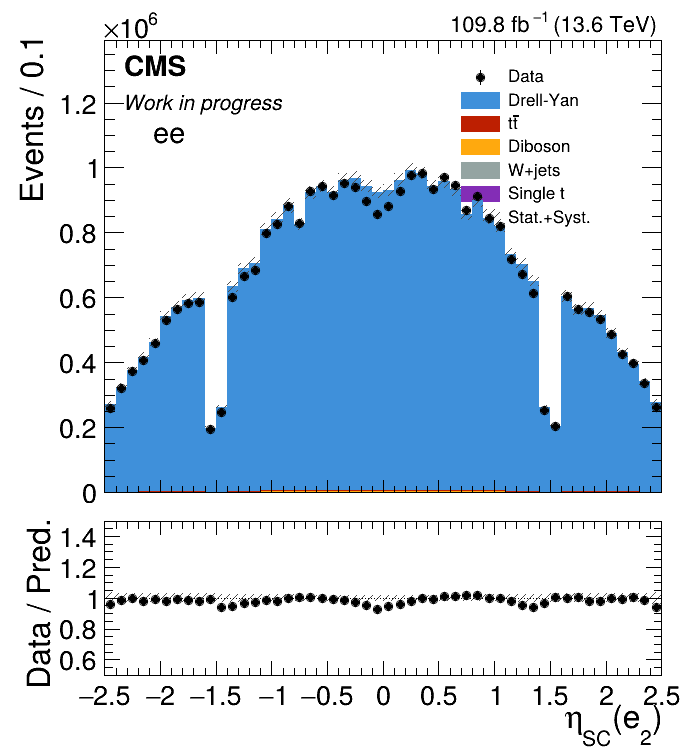 ×10⁶
109.8 fb⁻¹ (13.6 TeV)
Events / 0.1
CMS
Work in progress
ee
Data
Drell-Yan
tt̄
Diboson
W+jets
Single t
Stat.+Syst.
1.2
1
0.8
0.6
0.4
0.2
0
Data / Pred.
1.4
1.2
1
0.8
0.6
−2.5 −2 −1.5 −1 −0.5 0 0.5 1 1.5 2 2.5
η_SC(e₂)